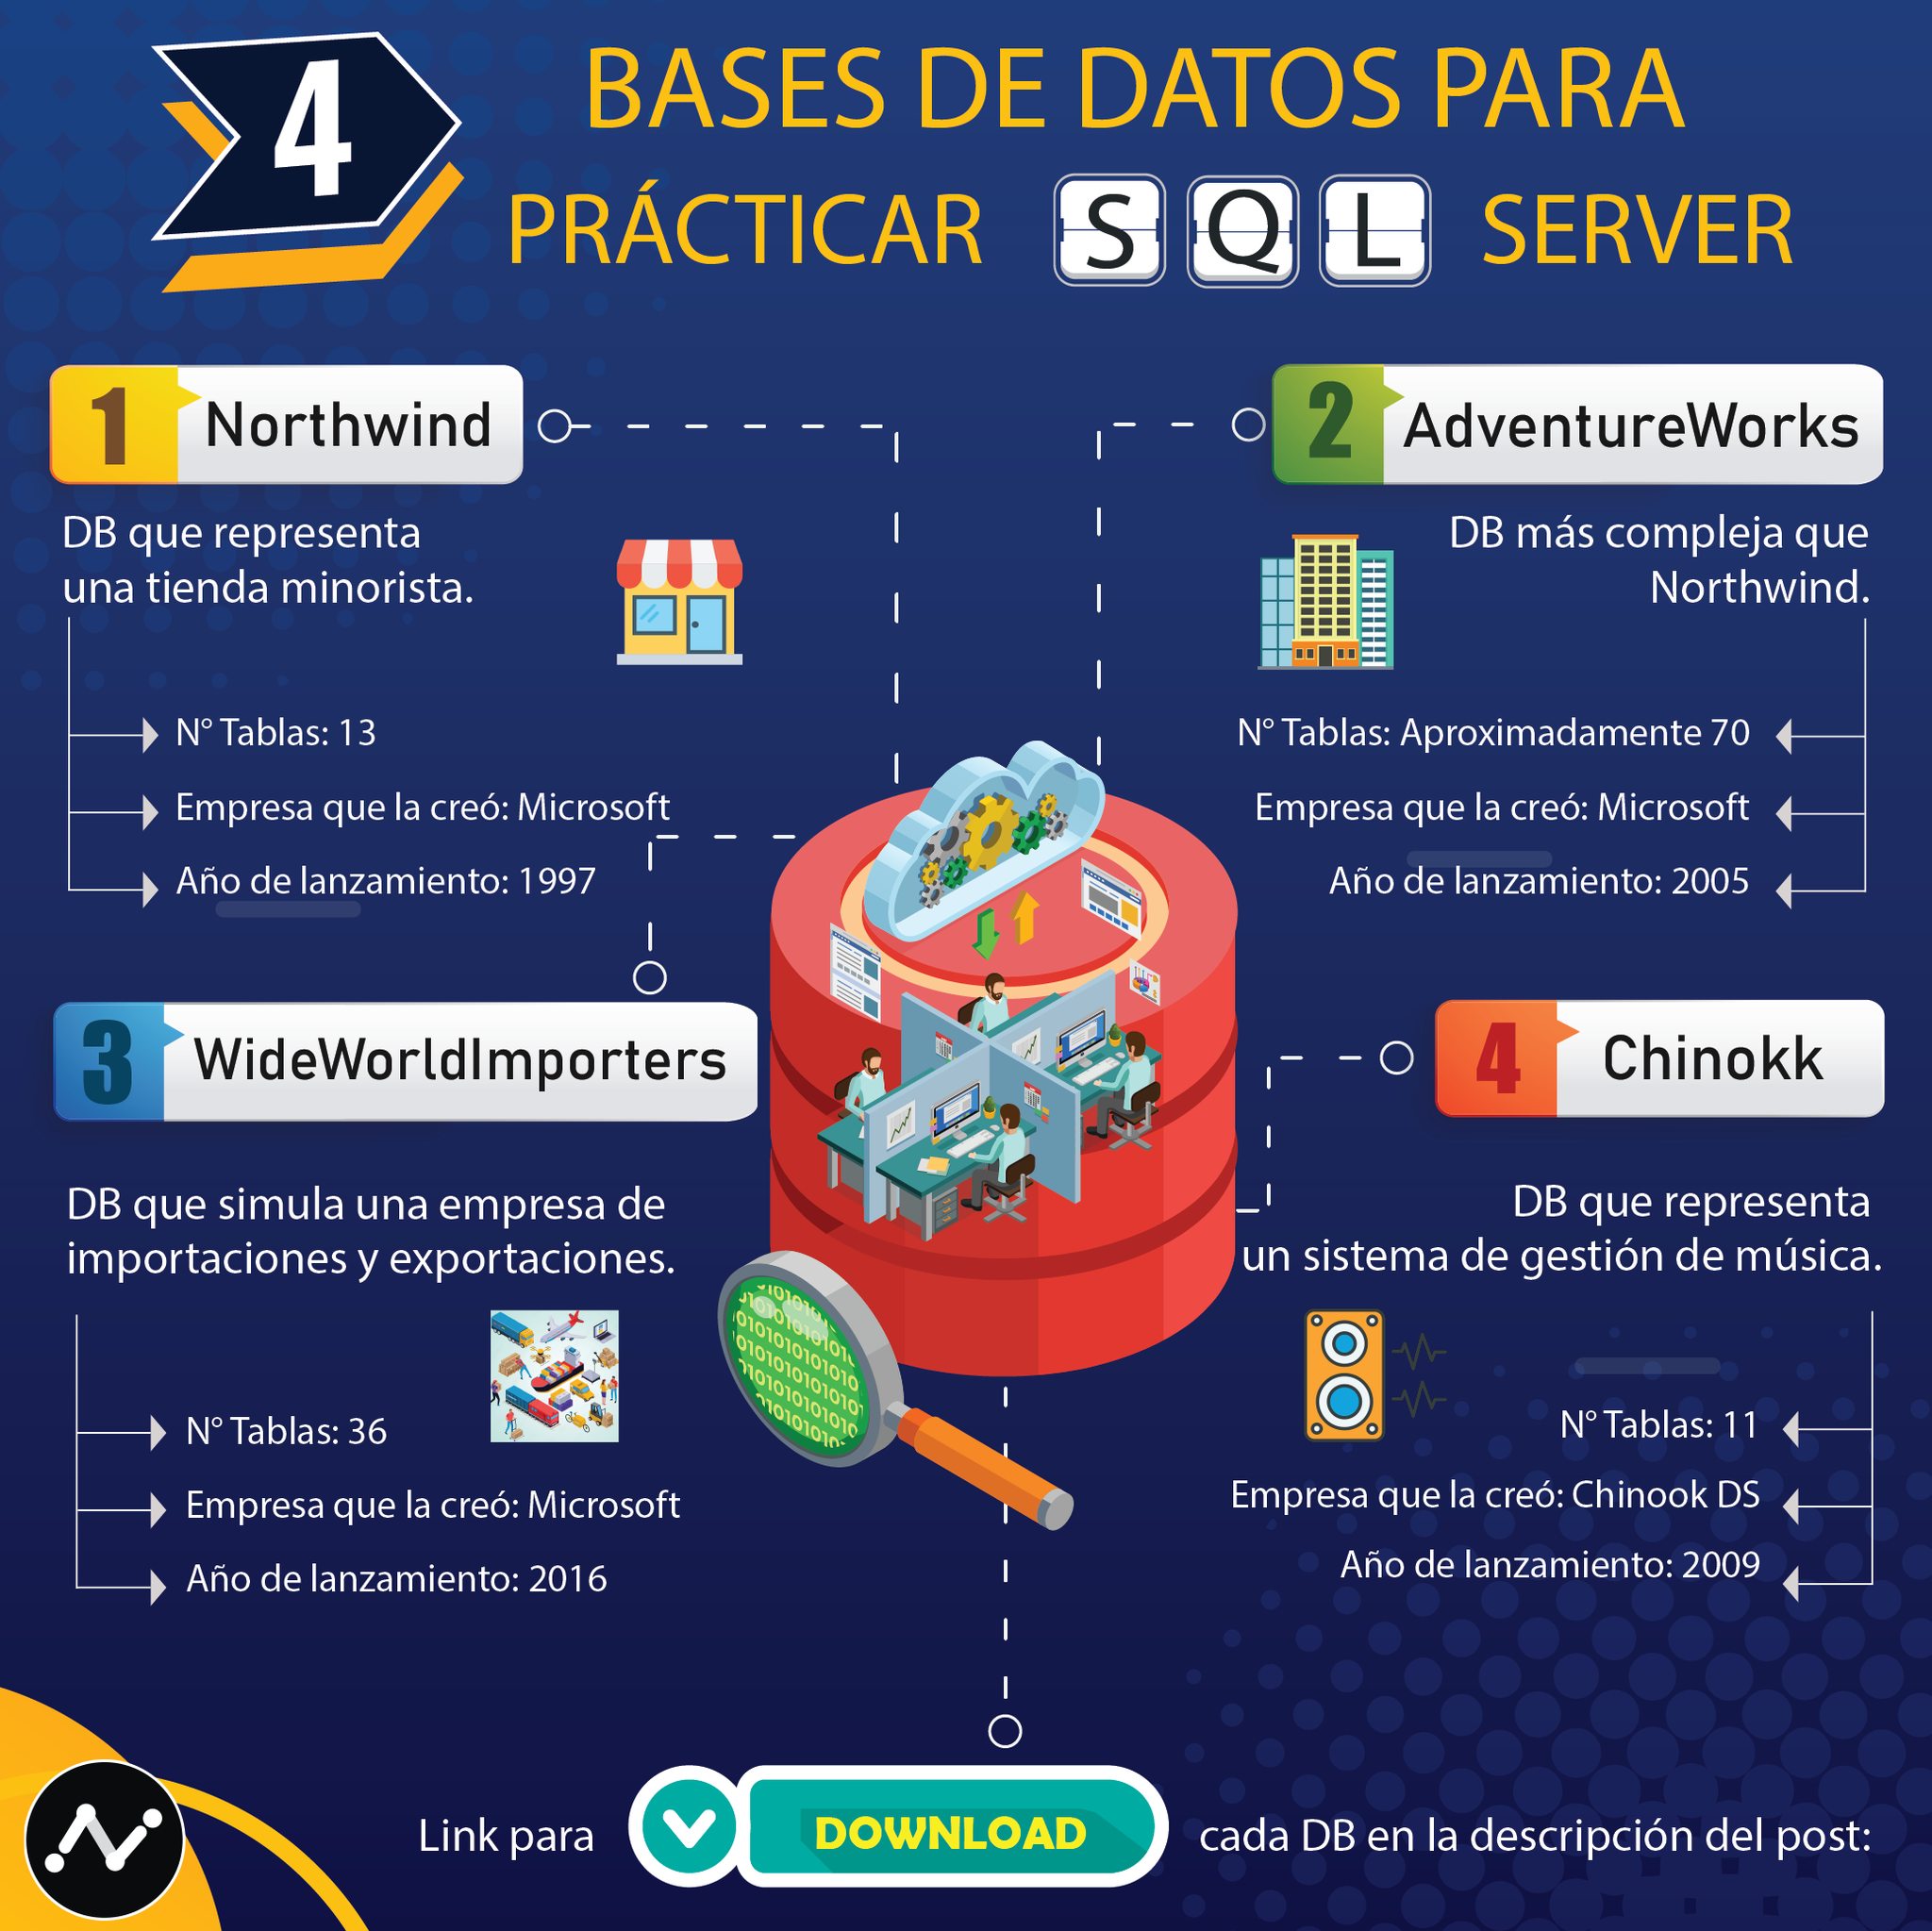 4
BASES DE DATOS PARA
PRÁCTICAR SQL SERVER
1 Northwind
DB que representa
una tienda minorista.
N° Tablas: 13
Empresa que la creó: Microsoft
Año de lanzamiento: 1997
2 AdventureWorks
DB más compleja que
Northwind.
N° Tablas: Aproximadamente 70
Empresa que la creó: Microsoft
Año de lanzamiento: 2005
3 WideWorldImporters
DB que simula una empresa de
importaciones y exportaciones.
N° Tablas: 36
Empresa que la creó: Microsoft
Año de lanzamiento: 2016
4 Chinokk
DB que representa
un sistema de gestión de música.
N° Tablas: 11
Empresa que la creó: Chinook DS
Año de lanzamiento: 2009
Link para DOWNLOAD cada DB en la descripción del post: